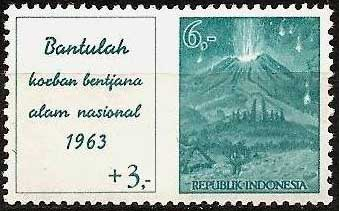 Bantulah
korban bentjana
alam nasional
1963
+3,-
6,-
REPUBLIK INDONESIA